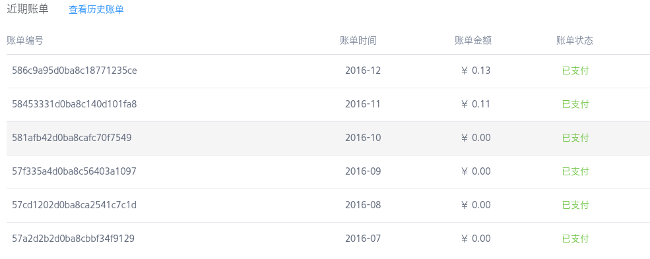 近期账单 查看历史账单
账单编号 账单时间 账单金额 账单状态
586c9a95d0ba8c18771235ce 2016-12 ¥ 0.13 已支付
58453331d0ba8c140d101fa8 2016-11 ¥ 0.11 已支付
581afb42d0ba8cafc70f7549 2016-10 ¥ 0.00 已支付
57f335a4d0ba8c56403a1097 2016-09 ¥ 0.00 已支付
57cd1202d0ba8ca2541c7c1d 2016-08 ¥ 0.00 已支付
57a2d2b2d0ba8cbbf34f9129 2016-07 ¥ 0.00 已支付